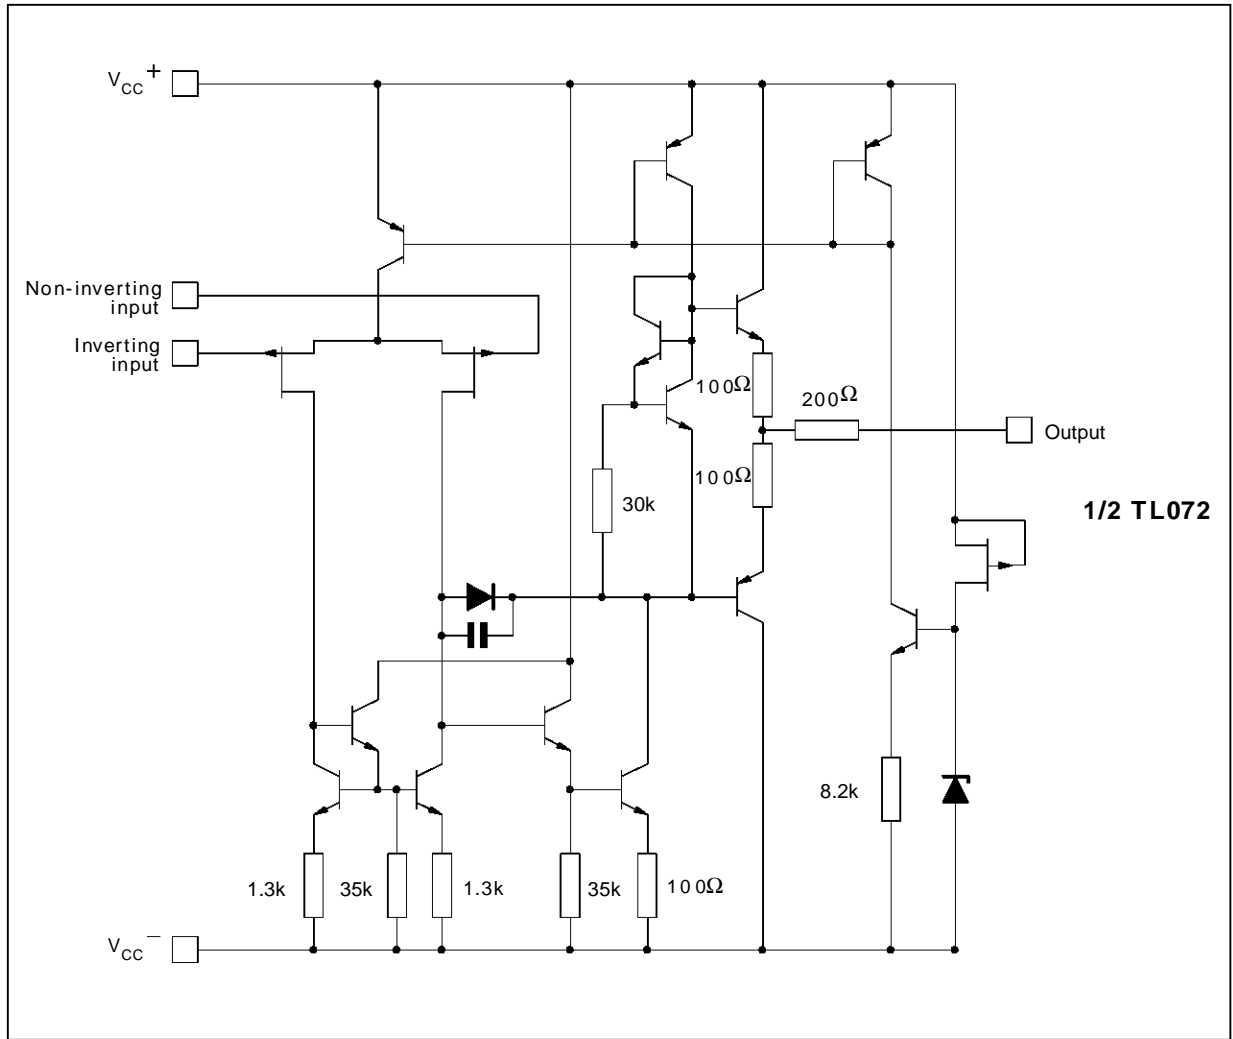 VCC+
Non-inverting
input
Inverting
input
100Ω
200Ω
Output
100Ω
30k
1/2 TL072
8.2k
1.3k
35k
1.3k
35k
100Ω
VCC−